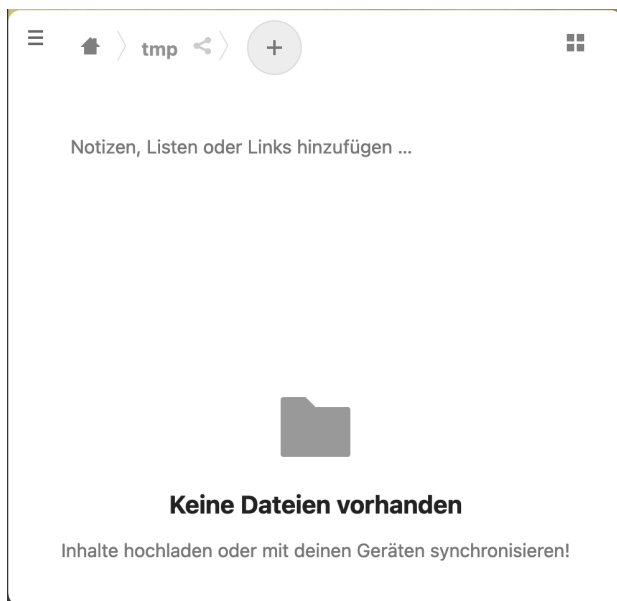 tmp
Notizen, Listen oder Links hinzufügen ...
Keine Dateien vorhanden
Inhalte hochladen oder mit deinen Geräten synchronisieren!